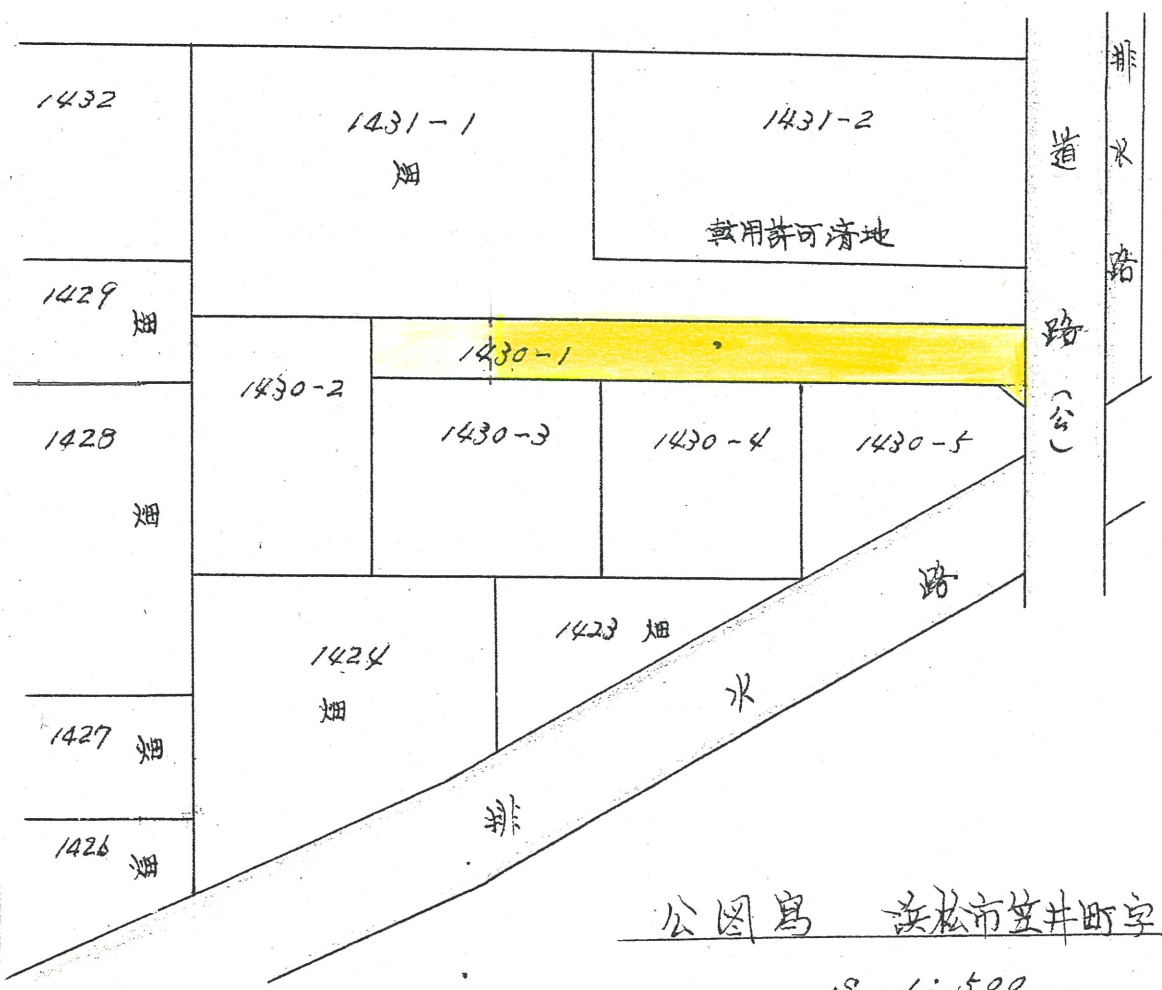 1432
1431-1
畑
1431-2
転用許可済地
道路(公)
排水路
1429
畑
1430-1
1430-2
1430-3
1430-4
1430-5
1428
畑
1424
畑
1423 畑
1427 畑
1426 畑
排水路
公図写 浜松市笠井町字
S 1:500